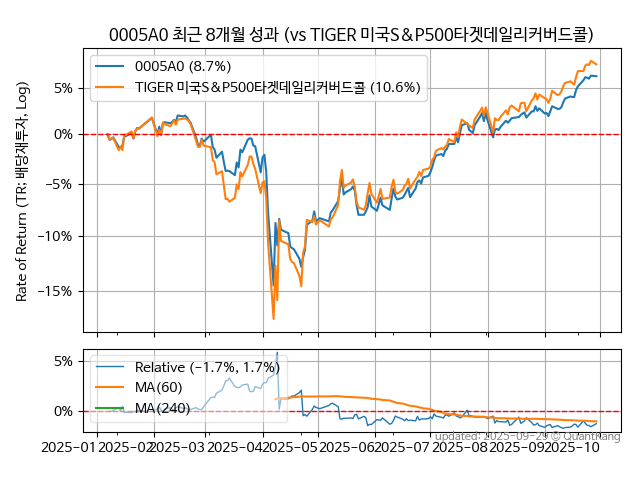 0005A0 최근 8개월 성과 (vs TIGER 미국S&P500타겟데일리커버드콜)
0005A0 (8.7%)
TIGER 미국S&P500타겟데일리커버드콜 (10.6%)
Rate of Return (TR: 배당재투자, Log)
5%
0%
−5%
−10%
−15%
Relative (−1.7%, 1.7%)
MA(60)
MA(240)
5%
0%
updated: 2025-09-29 © QuantKang
2025-01
2025-02
2025-03
2025-04
2025-05
2025-06
2025-07
2025-08
2025-09
2025-10